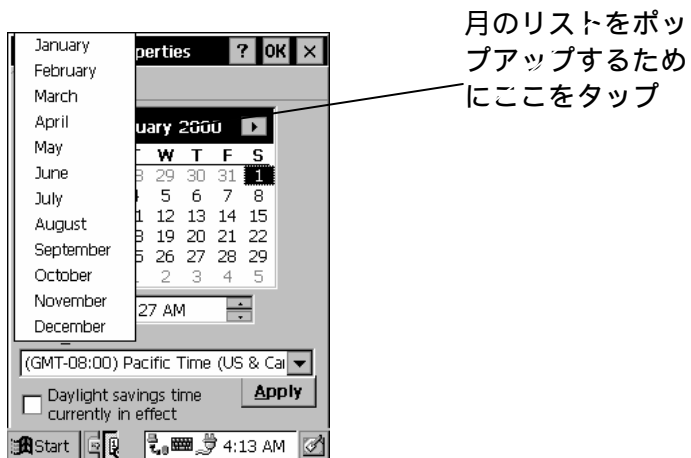 月のリストをポッ
プアップするため
にここをタップ
January
February
March
April
May
June
July
August
September
October
November
December
perties ? OK ×
uary 2000
W T F S
29 30 31 1
5 6 7 8
12 13 14 15
19 20 21 22
26 27 28 29
2 3 4 5
27 AM
(GMT-08:00) Pacific Time (US & Ca
Daylight savings time
currently in effect
Apply
Start 4:13 AM